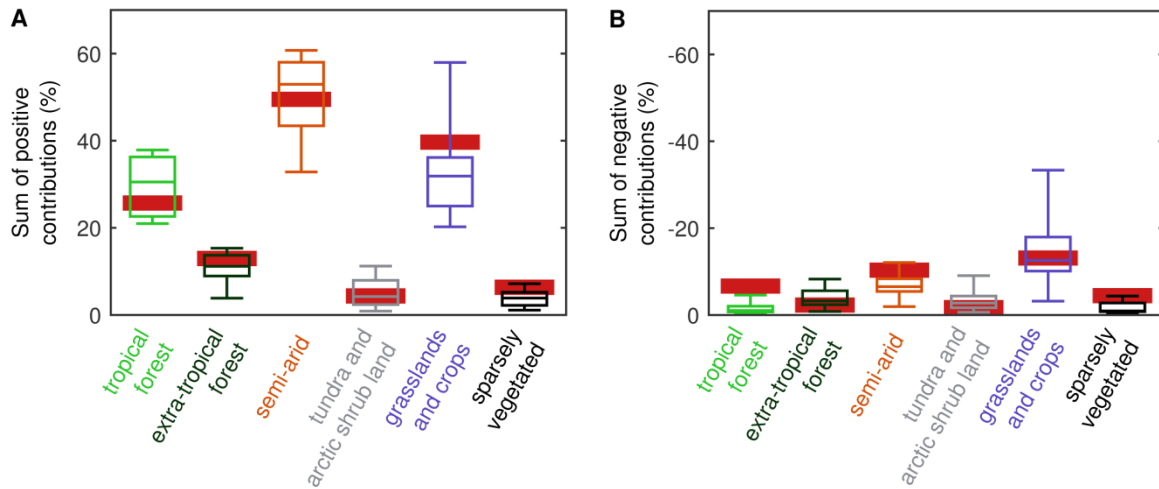 A
Sum of positive
contributions (%)
60
40
20
0
tropical
forest
extra-tropical
forest
semi-arid
tundra and
arctic shrub land
grasslands
and crops
sparsely
vegetated
B
Sum of negative
contributions (%)
-60
-40
-20
0
tropical
forest
extra-tropical
forest
semi-arid
tundra and
arctic shrub land
grasslands
and crops
sparsely
vegetated